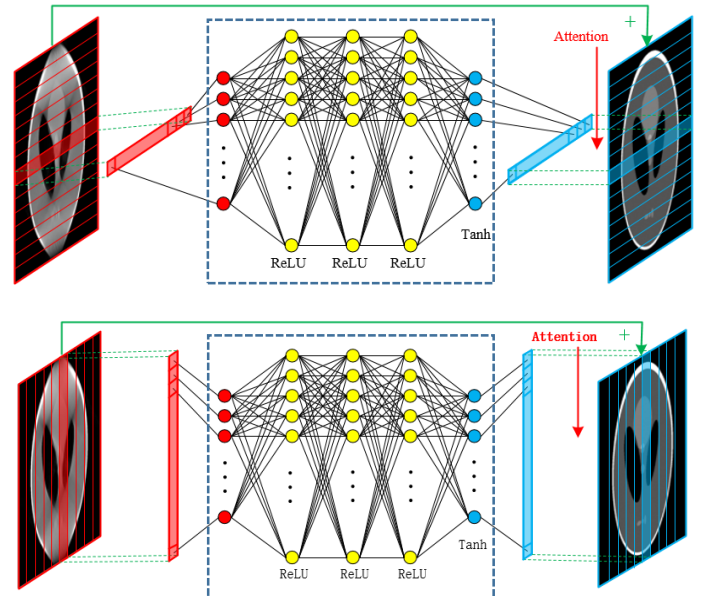 +
Attention
Tanh
ReLU ReLU ReLU
+
Attention
Tanh
ReLU ReLU ReLU